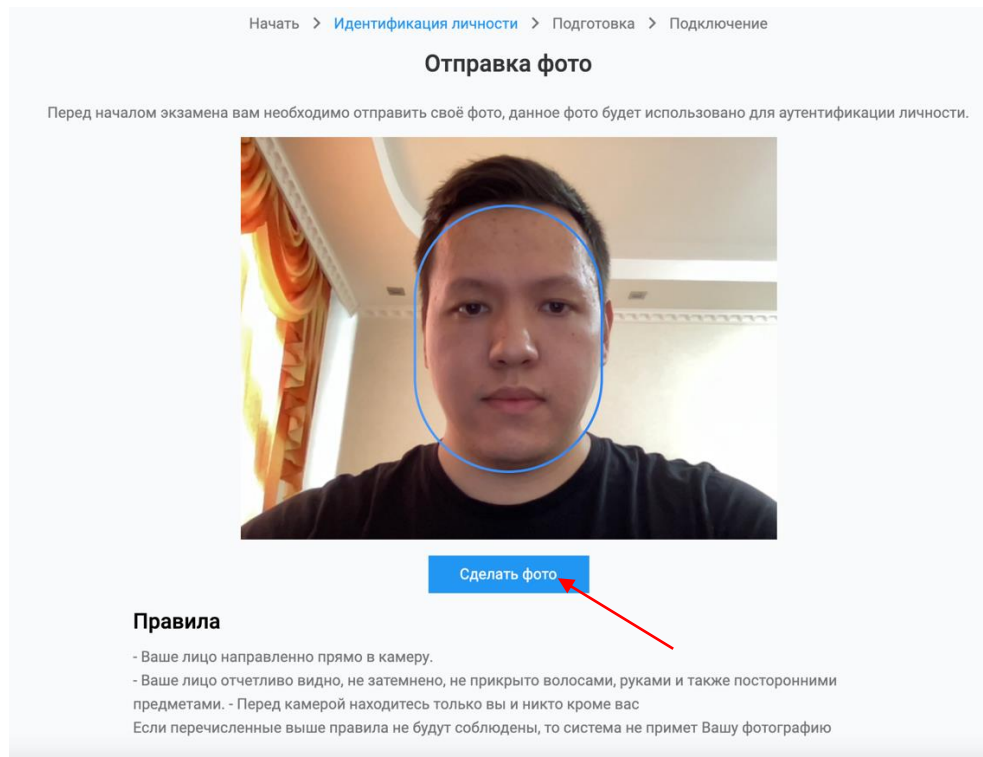 Начать > Идентификация личности > Подготовка > Подключение
Отправка фото
Перед началом экзамена вам необходимо отправить своё фото, данное фото будет использовано для аутентификации личности.
Сделать фото
Правила
- Ваше лицо направленно прямо в камеру.
- Ваше лицо отчетливо видно, не затемнено, не прикрыто волосами, руками и также посторонними
предметами. - Перед камерой находитесь только вы и никто кроме вас
Если перечисленные выше правила не будут соблюдены, то система не примет Вашу фотографию